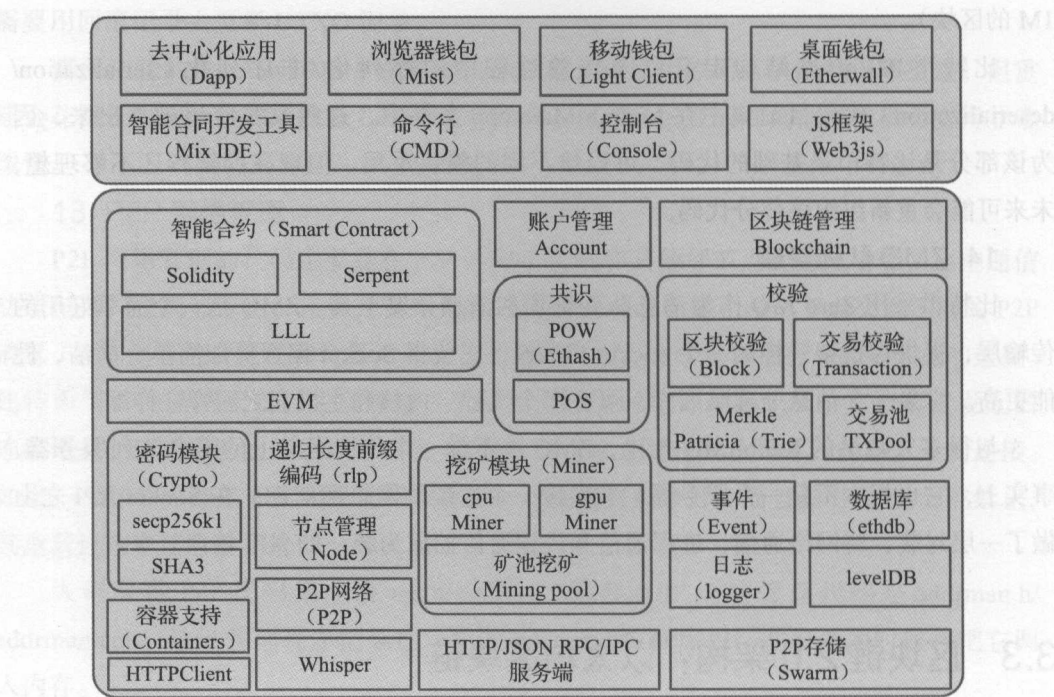 去中心化应用
（Dapp）
浏览器钱包
（Mist）
移动钱包
（Light Client）
桌面钱包
（Etherwall）
智能合同开发工具
（Mix IDE）
命令行
（CMD）
控制台
（Console）
JS框架
（Web3js）
智能合约（Smart Contract）
Solidity
Serpent
LLL
EVM
账户管理
Account
共识
POW
（Ethash）
POS
区块链管理
Blockchain
校验
区块校验
（Block）
交易校验
（Transaction）
Merkle
Patricia（Trie）
交易池
TXPool
密码模块
（Crypto）
secp256k1
SHA3
容器支持
（Containers）
HTTPClient
递归长度前缀
编码（rlp）
节点管理
（Node）
P2P网络
（P2P）
Whisper
挖矿模块（Miner）
cpu
Miner
gpu
Miner
矿池挖矿
（Mining pool）
HTTP/JSON RPC/IPC
服务端
事件
（Event）
日志
（logger）
数据库
（ethdb）
levelDB
P2P存储
（Swarm）